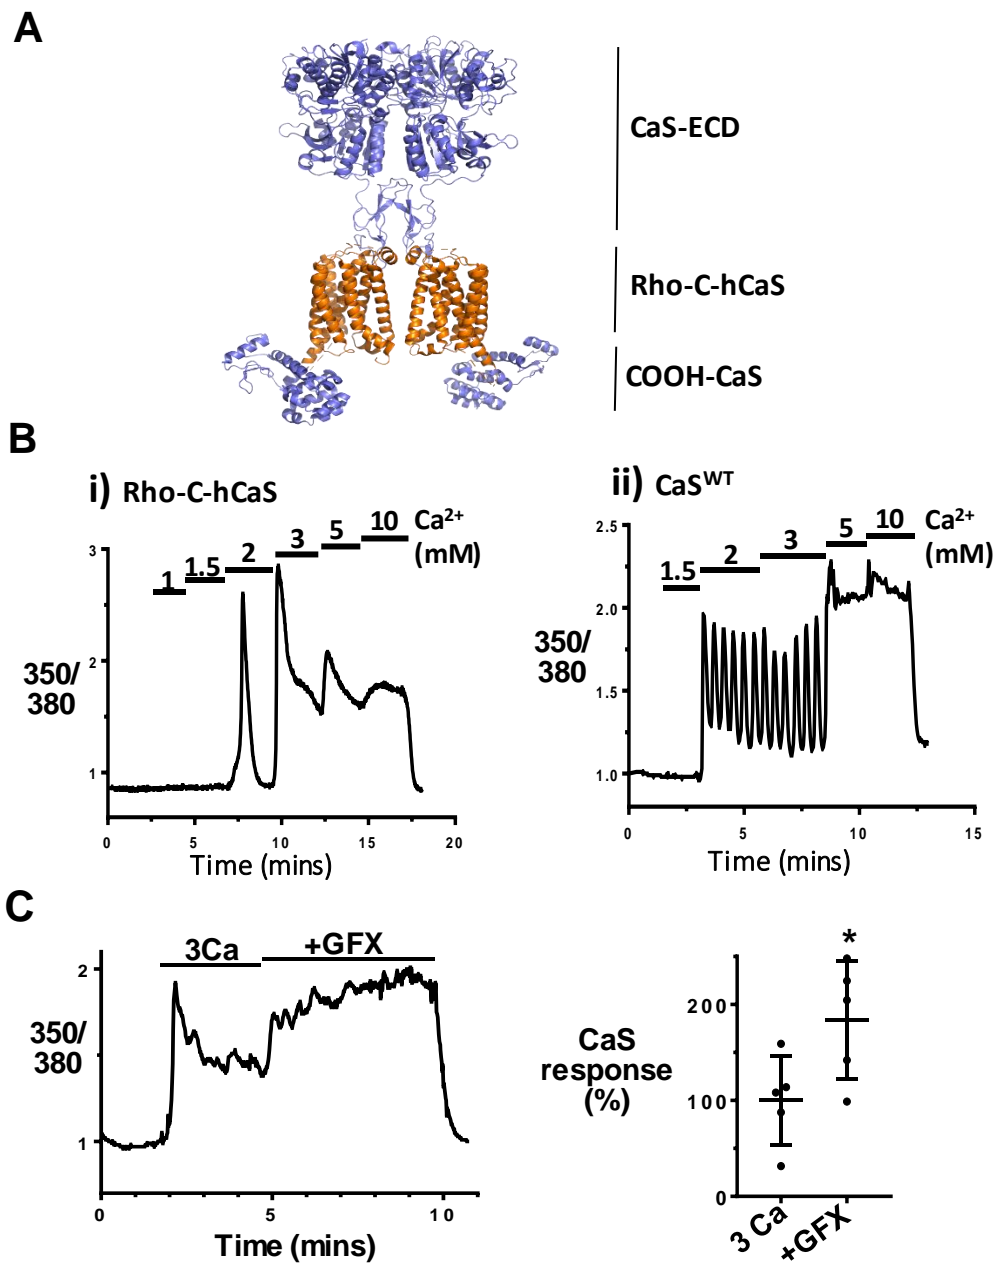 A
CaS-ECD
Rho-C-hCaS
COOH-CaS
B
i) Rho-C-hCaS
1 1.5 2 3 5 10 Ca²⁺
(mM)
3
2
1
350/
380
0 5 10 15 20
Time (mins)
ii) CaSᵂᵀ
1.5 2 3 5 10 Ca²⁺
(mM)
2.5
2.0
1.5
1.0
350/
380
0 5 10 15
Time (mins)
C
3Ca +GFX
2
1
350/
380
0 5 10
Time (mins)
*
200
100
0
CaS
response
(%)
3 Ca +GFX